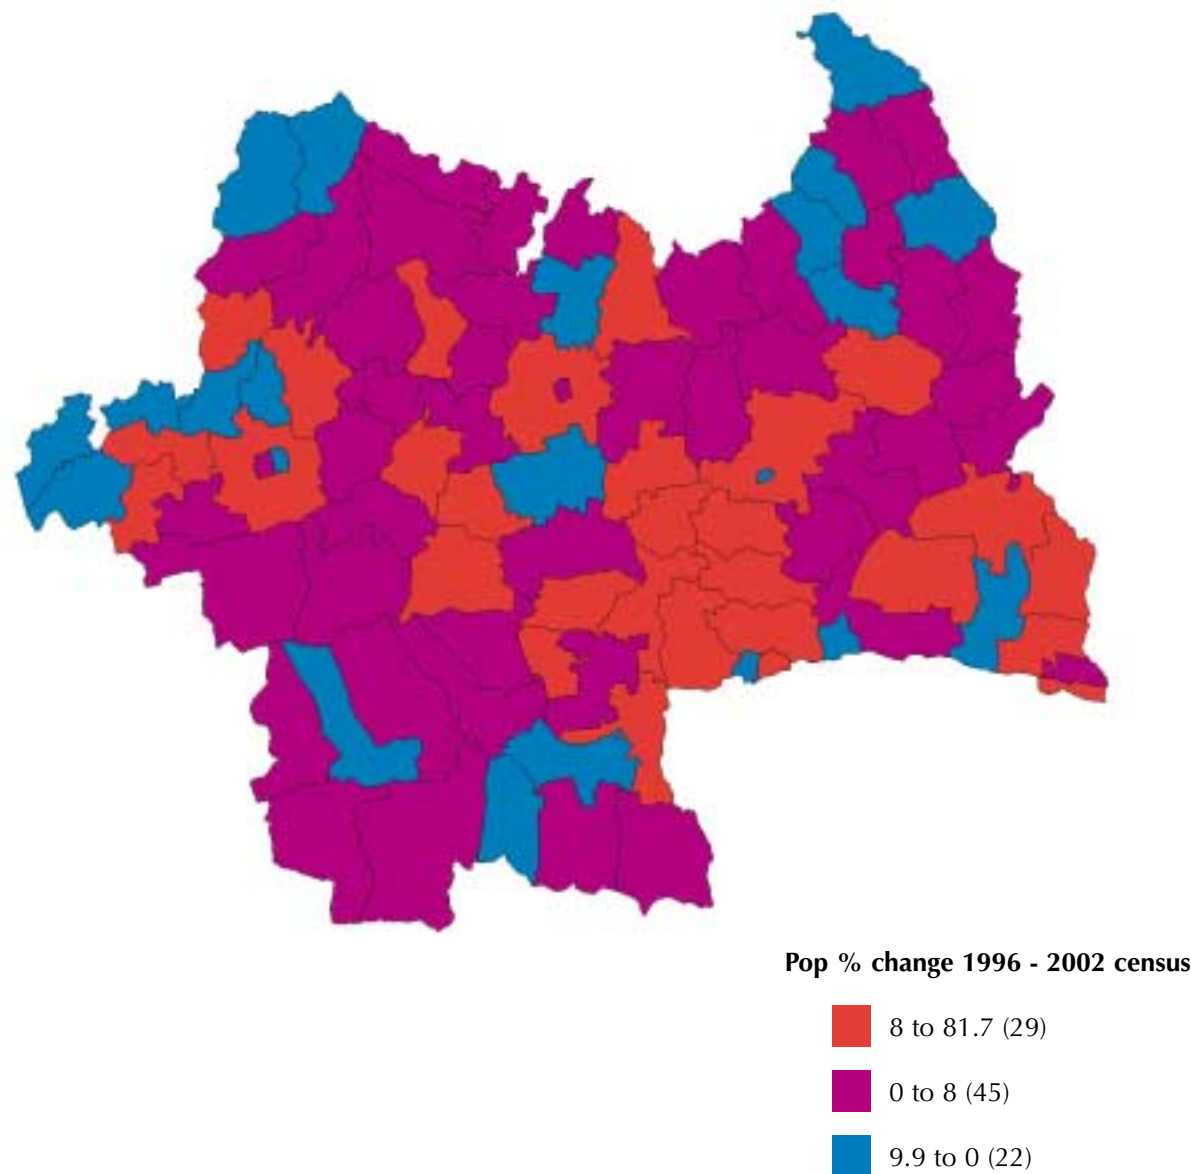 Pop % change 1996 - 2002 census
8 to 81.7 (29)
0 to 8 (45)
9.9 to 0 (22)